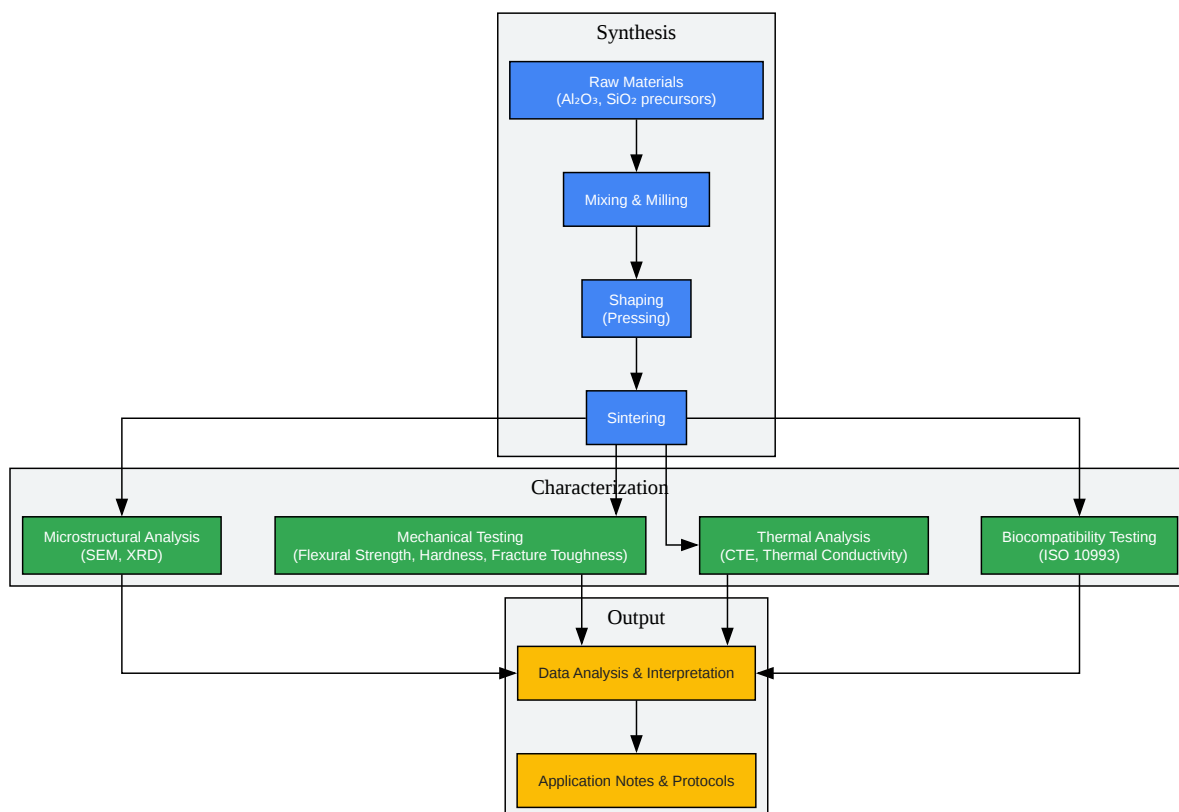 Synthesis
Raw Materials
(Al₂O₃, SiO₂ precursors)
Mixing & Milling
Shaping
(Pressing)
Sintering
Characterization
Microstructural Analysis
(SEM, XRD)
Mechanical Testing
(Flexural Strength, Hardness, Fracture Toughness)
Thermal Analysis
(CTE, Thermal Conductivity)
Biocompatibility Testing
(ISO 10993)
Output
Data Analysis & Interpretation
Application Notes & Protocols